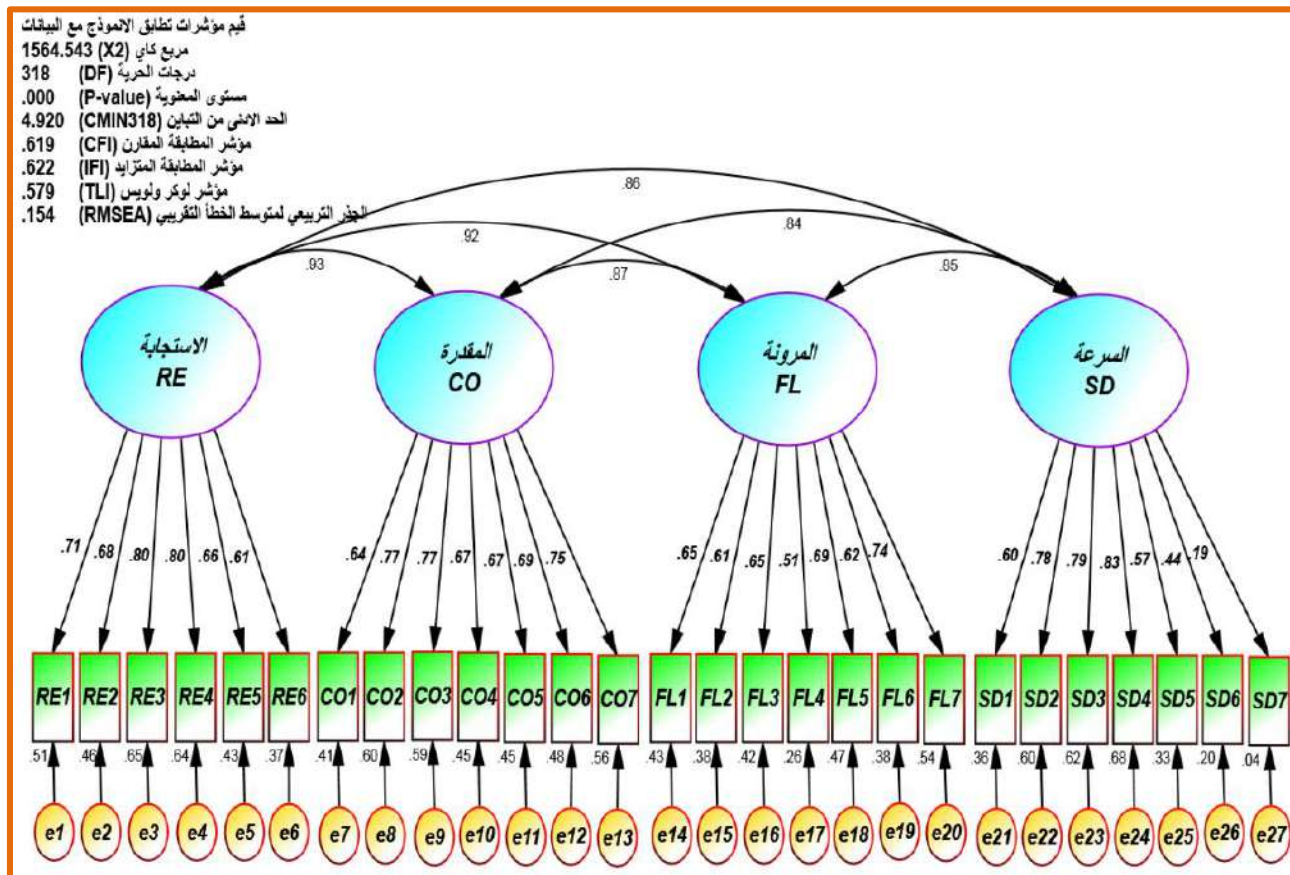 قيم مؤشرات تطابق الانموذج مع البيانات
مربع كاي (X2) 1564.543
درجات الحرية (DF) 318
مستوى المعنوية (P-value) .000
الحد الادنى من التباين (CMIN318) 4.920
مؤشر المطابقة المقارن (CFI) .619
مؤشر المطابقة المتزايد (IFI) .622
مؤشر لوكر ولويس (TLI) .579
الجذر التربيعي لمتوسط الخطأ التقريبي (RMSEA) .154
.86
.92 .84
.93 .87 .85
الاستجابة المقدرة المرونة السرعة
RE CO FL SD
.71 .68 .80 .80 .66 .61 .64 .77 .77 .67 .67 .69 .75 .65 .61 .65 .51 .69 .62 .74 .60 .78 .79 .83 .57 .44 .19
RE1 RE2 RE3 RE4 RE5 RE6 CO1 CO2 CO3 CO4 CO5 CO6 CO7 FL1 FL2 FL3 FL4 FL5 FL6 FL7 SD1 SD2 SD3 SD4 SD5 SD6 SD7
.51 .46 .65 .64 .43 .37 .41 .60 .59 .45 .45 .48 .56 .43 .38 .42 .26 .47 .38 .54 .36 .60 .62 .68 .33 .20 .04
e1 e2 e3 e4 e5 e6 e7 e8 e9 e10 e11 e12 e13 e14 e15 e16 e17 e18 e19 e20 e21 e22 e23 e24 e25 e26 e27